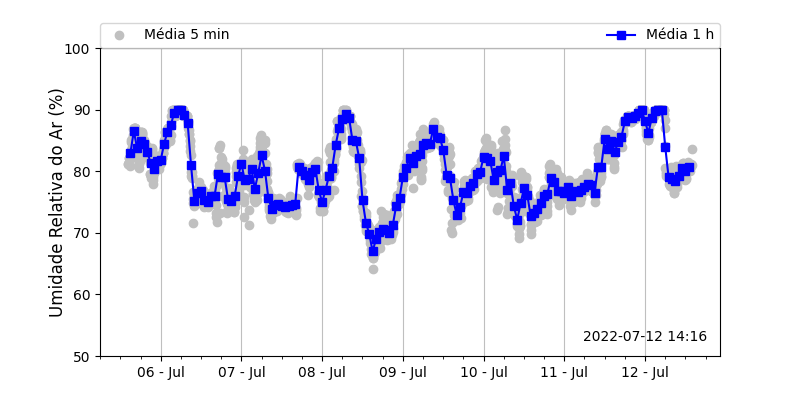 Média 5 min
Média 1 h
Umidade Relativa do Ar (%)
100
90
80
70
60
50
2022-07-12 14:16
06 - Jul
07 - Jul
08 - Jul
09 - Jul
10 - Jul
11 - Jul
12 - Jul